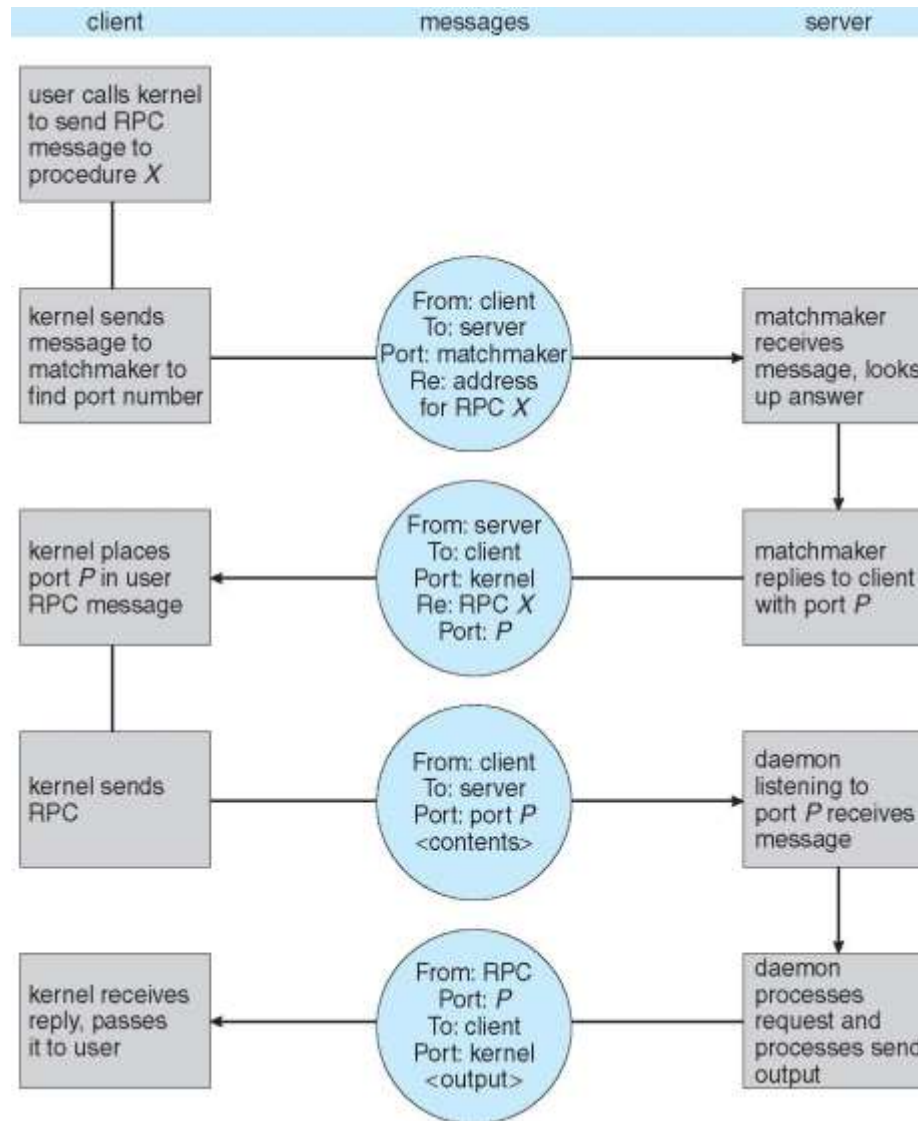 client
messages
server
user calls kernel
to send RPC
message to
procedure X
kernel sends
message to
matchmaker to
find port number
From: client
To: server
Port: matchmaker
Re: address
for RPC X
matchmaker
receives
message, looks
up answer
kernel places
port P in user
RPC message
From: server
To: client
Port: kernel
Re: RPC X
Port: P
matchmaker
replies to client
with port P
kernel sends
RPC
From: client
To: server
Port: port P
<contents>
daemon
listening to
port P receives
message
kernel receives
reply, passes
it to user
From: RPC
Port: P
To: client
Port: kernel
<output>
daemon
processes
request and
processes send
output